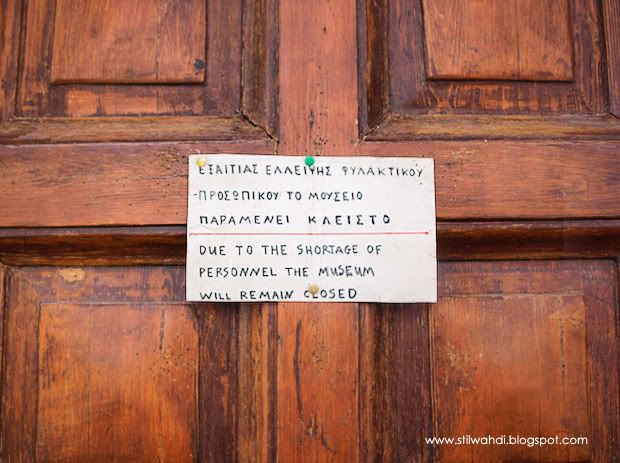 ΕΞΑΙΤΙΑΣ ΕΛΛΕΙΨΗΣ ΦΥΛΑΚΤΙΚΟΥ
ΠΡΟΣΩΠΙΚΟΥ ΤΟ ΜΟΥΣΕΙΟ
ΠΑΡΑΜΕΝΕΙ ΚΛΕΙΣΤΟ
DUE TO THE SHORTAGE OF
PERSONNEL THE MUSEUM
WILL REMAIN CLOSED
www.stilwahdi.blogspot.com